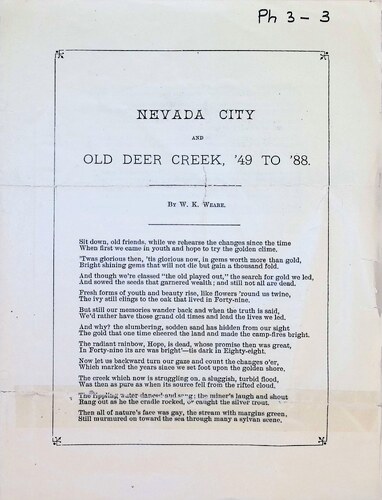 Ph 3 - 3
NEVADA CITY
AND
OLD DEER CREEK, '49 TO '88.
By W. K. Weare.
Sit down, old friends, while we rehearse the changes since the time
When first we came in youth and hope to try the golden clime.
'Twas glorious then, 'tis glorious now, in gems worth more than gold,
Bright shining gems that will not die but gain a thousand fold.
And though we're classed "the old played out," the search for gold we led,
And sowed the seeds that garnered wealth; and still not all are dead.
Fresh forms of youth and beauty rise, like flowers 'round us twine,
The ivy still clings to the oak that lived in Forty-nine.
But still our memories wander back and when the truth is said,
We'd rather have those grand old times and lead the lives we led.
And why? the slumbering, sodden sand has hidden from our sight
The gold that one time cheered the land and made the camp-fires bright.
The radiant rainbow, Hope, is dead, whose promise then was great,
In Forty-nine its arc was bright—tis dark in Eighty-eight.
Now let us backward turn our gaze and count the changes o'er,
Which marked the years since we set foot upon the golden shore.
The creek which now is struggling on, a sluggish, turbid flood,
Was then as pure as when its source fell from the rifted cloud.
The rippling water danced and sang; the miner's laugh and shout
Rang out as he the cradle rocked, or caught the silver trout.
Then all of nature's face was gay, the stream with margins green,
Still murmured on toward the sea through many a sylvan scene.